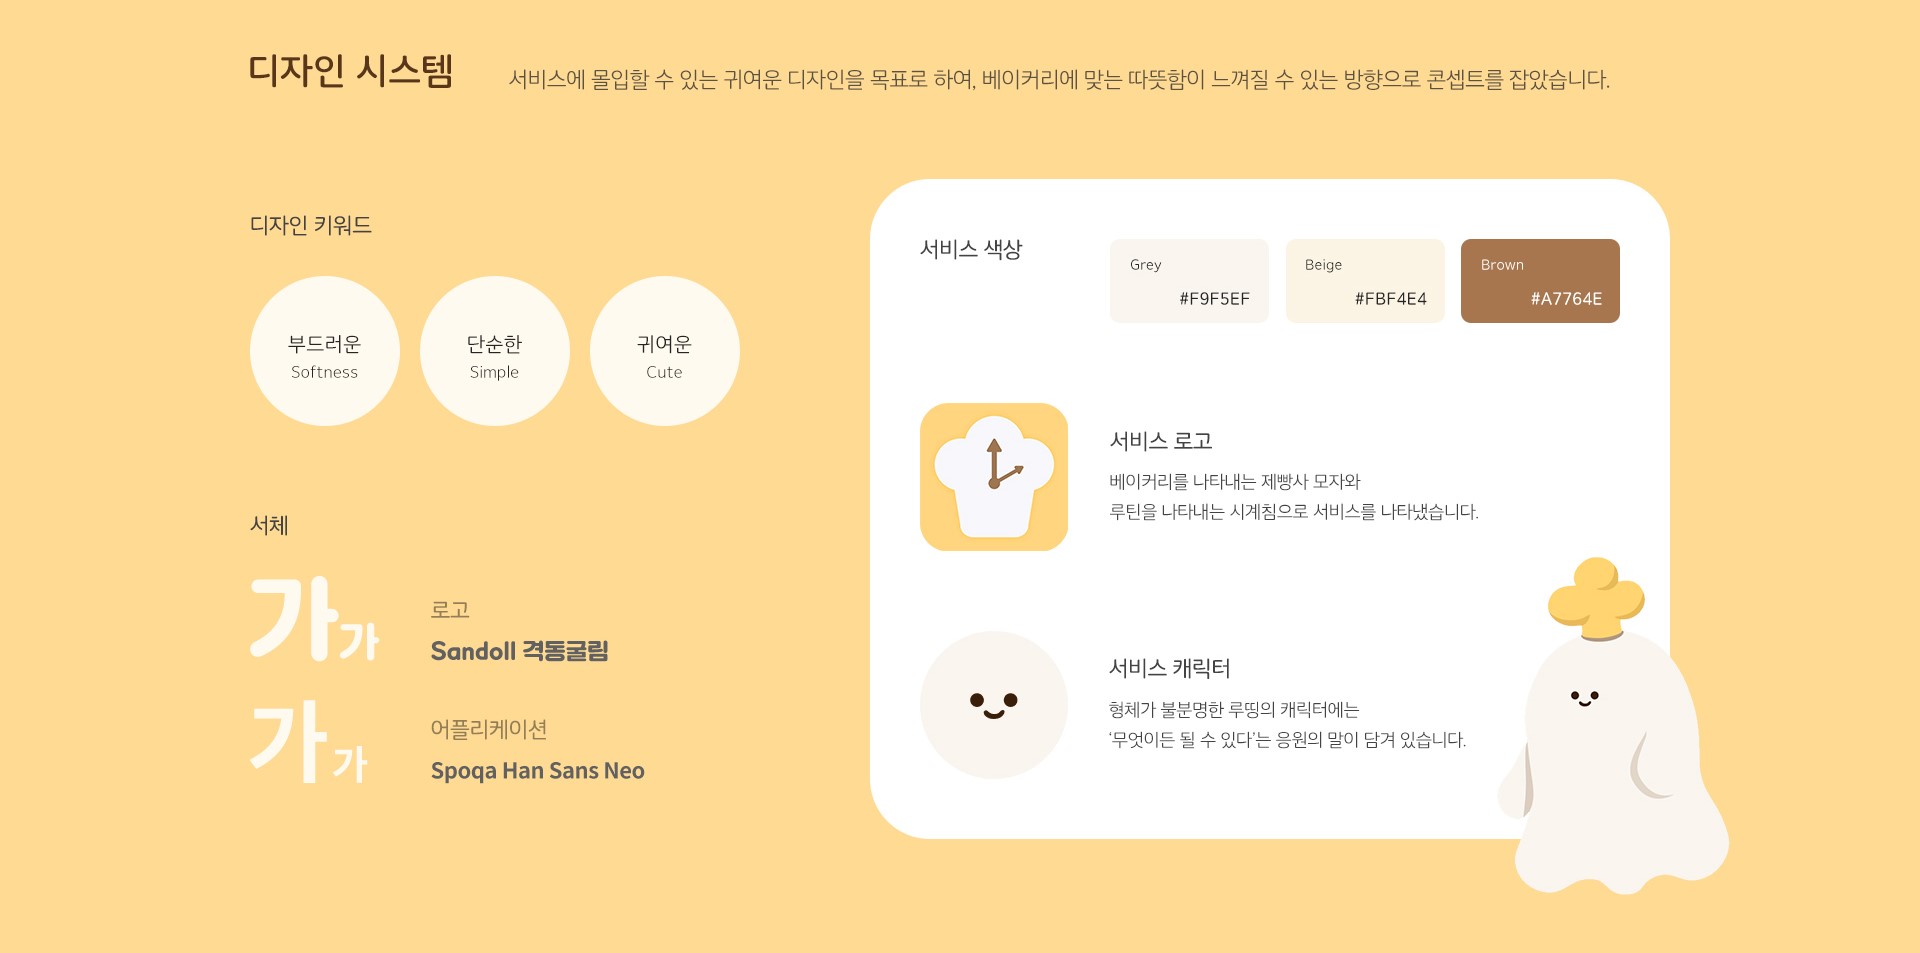 디자인 시스템
서비스에 몰입할 수 있는 귀여운 디자인을 목표로 하여, 베이커리에 맞는 따뜻함이 느껴질 수 있는 방향으로 콘셉트를 잡았습니다.
디자인 키워드
부드러운
Softness
단순한
Simple
귀여운
Cute
서체
가가
로고
Sandoll 격동굴림
가가
어플리케이션
Spoqa Han Sans Neo
서비스 색상
Grey
#F9F5EF
Beige
#FBF4E4
Brown
#A7764E
서비스 로고
베이커리를 나타내는 제빵사 모자와
루틴을 나타내는 시계침으로 서비스를 나타냈습니다.
서비스 캐릭터
형체가 불분명한 루띵의 캐릭터에는
‘무엇이든 될 수 있다’는 응원의 말이 담겨 있습니다.